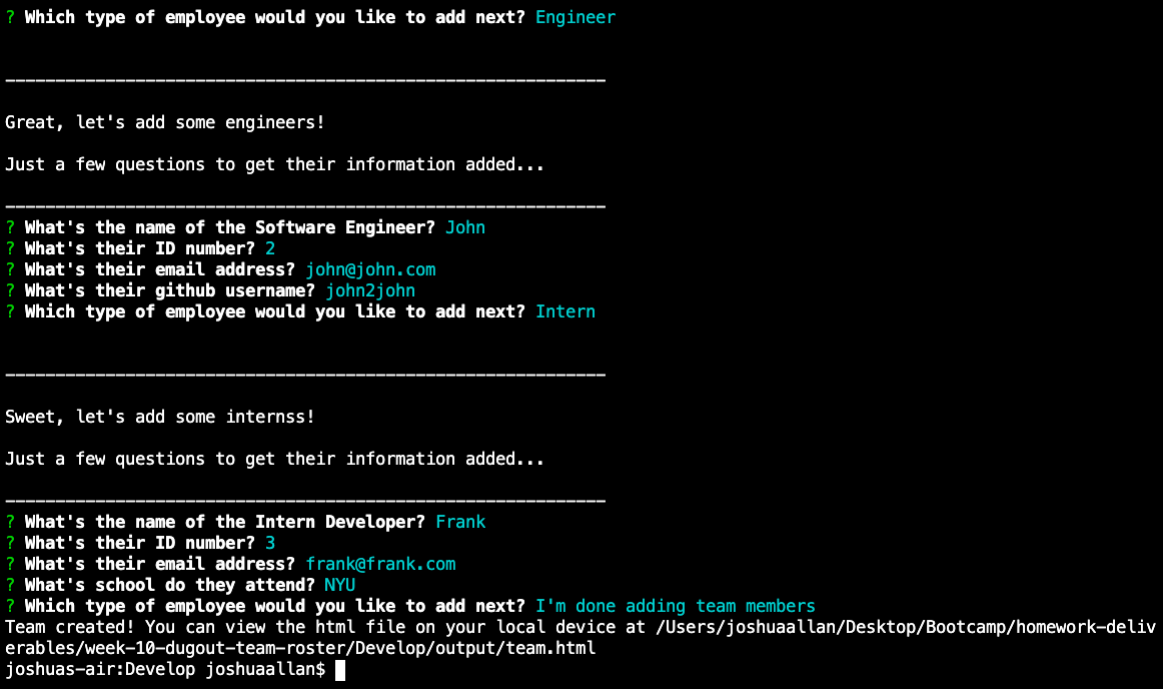 ? Which type of employee would you like to add next? Engineer
____________________________________________________________
Great, let's add some engineers!
Just a few questions to get their information added...
____________________________________________________________
? What's the name of the Software Engineer? John
? What's their ID number? 2
? What's their email address? john@john.com
? What's their github username? john2john
? Which type of employee would you like to add next? Intern
____________________________________________________________
Sweet, let's add some internss!
Just a few questions to get their information added...
____________________________________________________________
? What's the name of the Intern Developer? Frank
? What's their ID number? 3
? What's their email address? frank@frank.com
? What's school do they attend? NYU
? Which type of employee would you like to add next? I'm done adding team members
Team created! You can view the html file on your local device at /Users/joshuaallan/Desktop/Bootcamp/homework-deliv
erables/week-10-dugout-team-roster/Develop/output/team.html
joshuas-air:Develop joshuaallan$